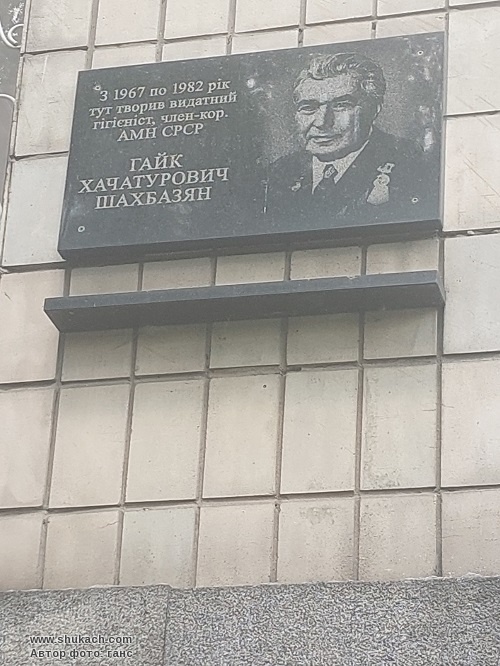 З 1967 по 1982 рік
тут творив видатний
гігієніст, член-кор.
АМН СРСР
ГАЙК
ХАЧАТУРОВИЧ
ШАХБАЗЯН
www.shukach.com
Автор фото: ганс